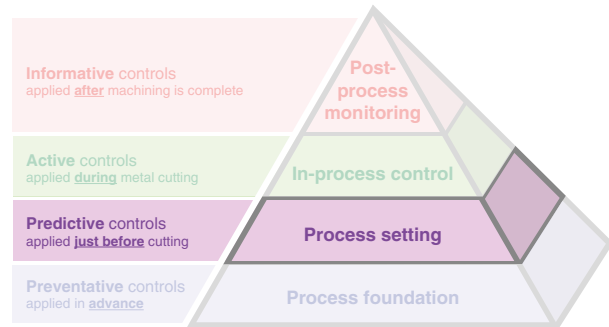 Informative controls
applied after machining is complete
Post-
process
monitoring
Active controls
applied during metal cutting
In-process control
Predictive controls
applied just before cutting
Process setting
Preventative controls
applied in advance
Process foundation